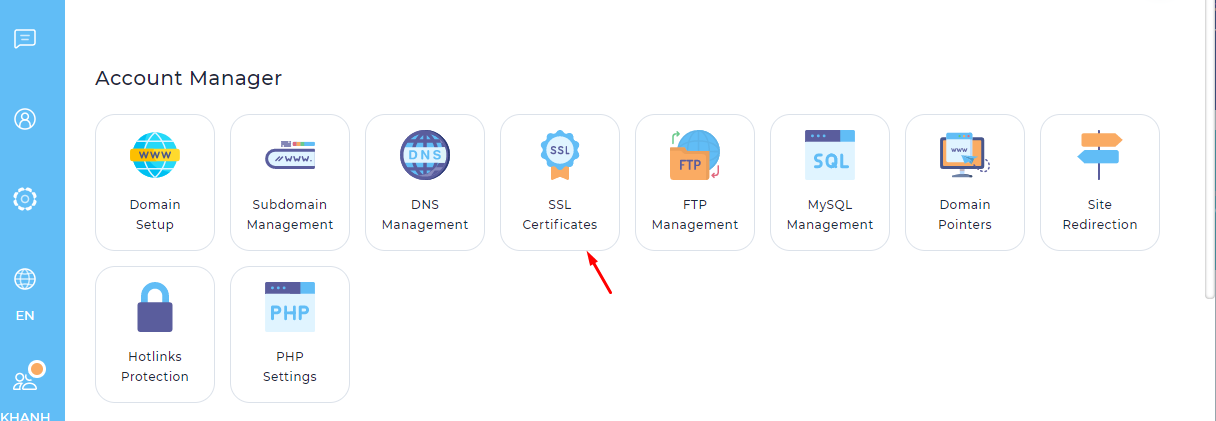 Account Manager
WWW
Domain
Setup
//www.
Subdomain
Management
DNS
DNS
Management
SSL
SSL
Certificates
FTP
FTP
Management
SQL
MySQL
Management
www
Domain
Pointers
Site
Redirection
EN
Hotlinks
Protection
PHP
PHP
Settings
KHANH